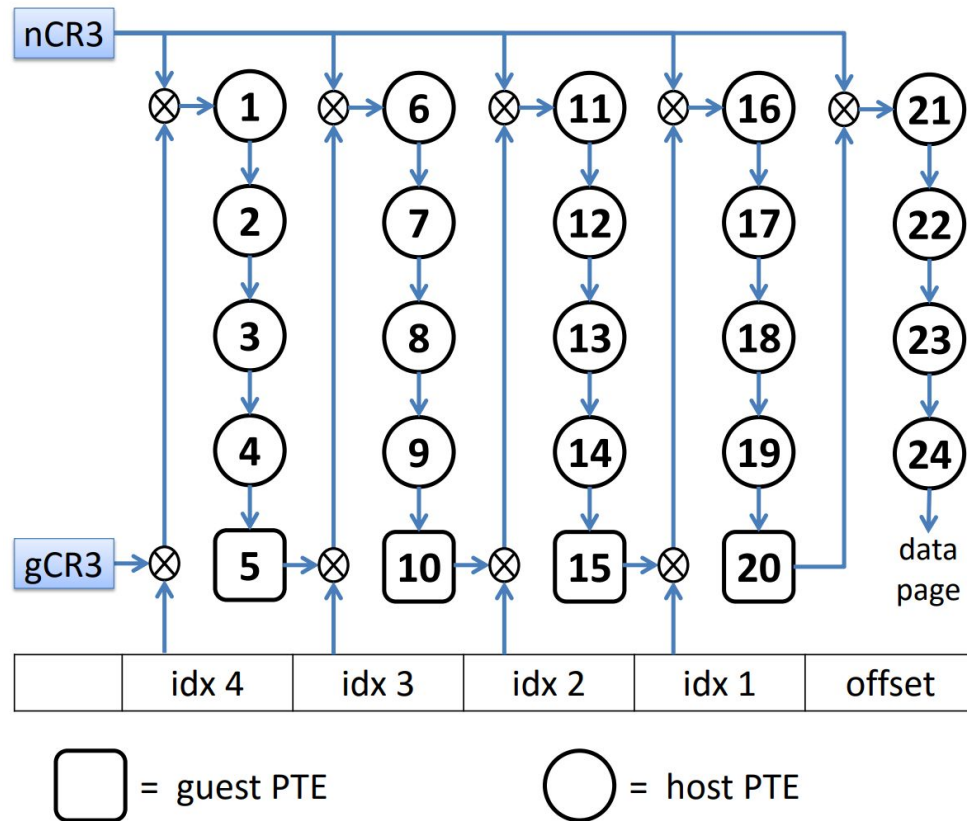 nCR3
1 6 11 16 21
2 7 12 17 22
3 8 13 18 23
4 9 14 19 24
gCR3 5 10 15 20 data
page
idx 4 idx 3 idx 2 idx 1 offset
= guest PTE = host PTE